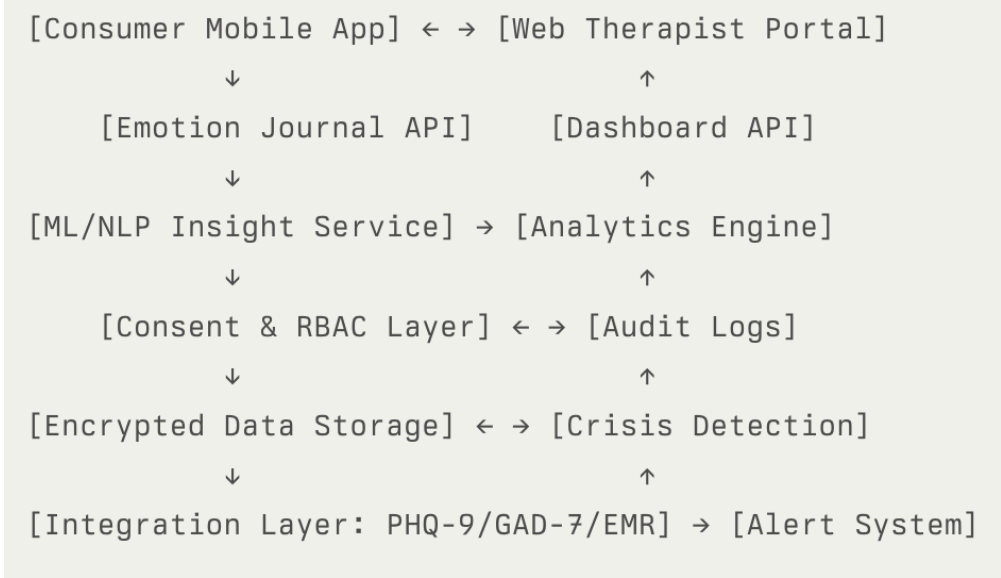 [Consumer Mobile App] ← → [Web Therapist Portal]
↓ ↑
[Emotion Journal API] [Dashboard API]
↓ ↑
[ML/NLP Insight Service] → [Analytics Engine]
↓ ↑
[Consent & RBAC Layer] ← → [Audit Logs]
↓ ↑
[Encrypted Data Storage] ← → [Crisis Detection]
↓ ↑
[Integration Layer: PHQ-9/GAD-7/EMR] → [Alert System]